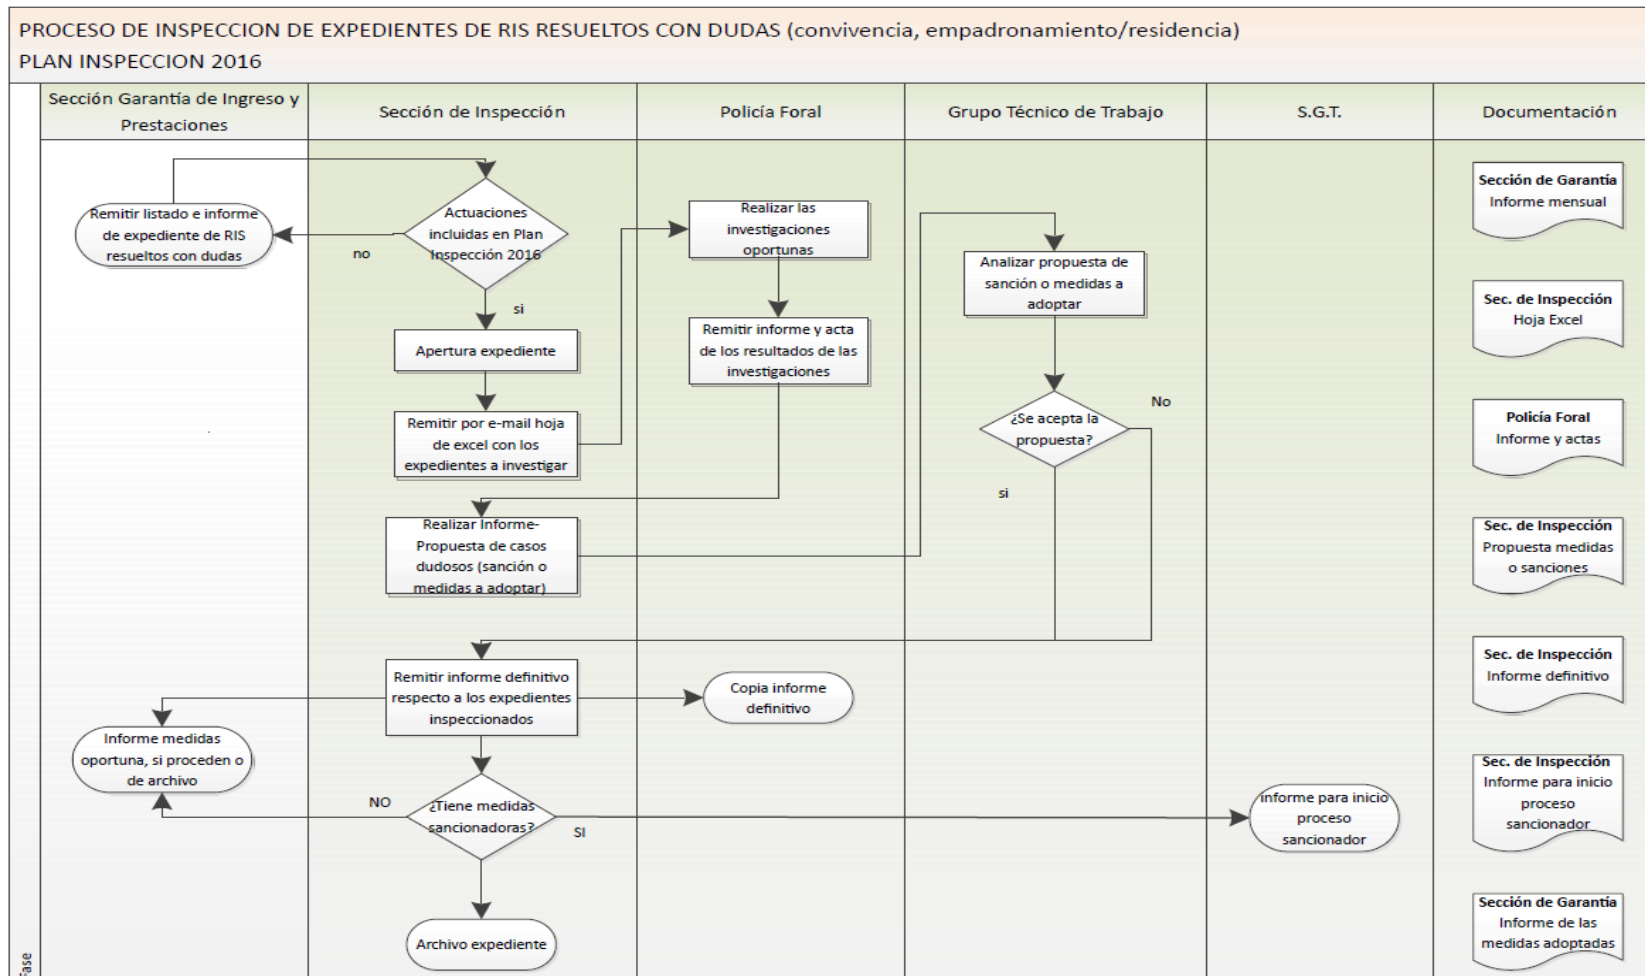 PROCESO DE INSPECCION DE EXPEDIENTES DE RIS RESUELTOS CON DUDAS (convivencia, empadronamiento/residencia)
PLAN INSPECCION 2016
Sección Garantía de Ingreso y
Prestaciones
Sección de Inspección
Policía Foral
Grupo Técnico de Trabajo
S.G.T.
Documentación
Remitir listado e informe
de expediente de RIS
resueltos con dudas
Actuaciones
incluidas en Plan
Inspección 2016
no
si
Apertura expediente
Remitir por e-mail hoja
de excel con los
expedientes a investigar
Realizar Informe-
Propuesta de casos
dudosos (sanción o
medidas a adoptar)
Realizar las
investigaciones
oportunas
Remitir informe y acta
de los resultados de las
investigaciones
Analizar propuesta de
sanción o medidas a
adoptar
¿Se acepta la
propuesta?
No
si
Remitir informe definitivo
respecto a los expedientes
inspeccionados
Copia informe
definitivo
Informe medidas
oportuna, si proceden o
de archivo
¿Tiene medidas
sancionadoras?
NO
SI
informe para inicio
proceso
sancionador
Archivo expediente
Sección de Garantía
Informe mensual
Sec. de Inspección
Hoja Excel
Policía Foral
Informe y actas
Sec. de Inspección
Propuesta medidas
o sanciones
Sec. de Inspección
Informe definitivo
Sec. de Inspección
Informe para inicio
proceso
sancionador
Sección de Garantía
Informe de las
medidas adoptadas
Fase